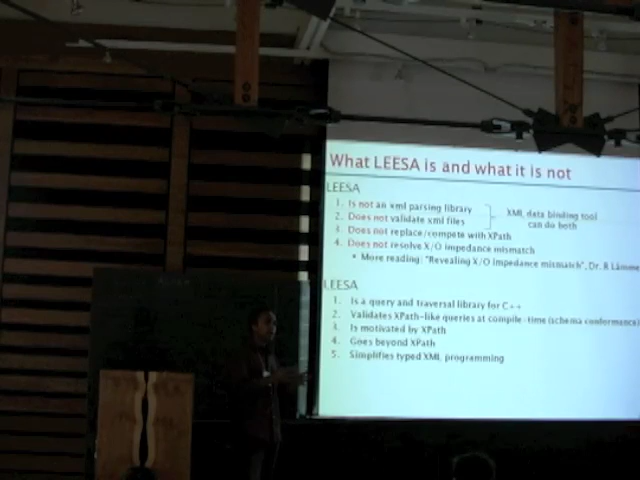 What LEESA is and what it is not
LEESA
1. Is not an xml parsing library
2. Does not validate xml files
XML data binding tool
can do both
3. Does not replace/compete with XPath
4. Does not resolve X/O impedance mismatch
• More reading: "Revealing X/O impedance mismatch", Dr. R Lämme
LEESA
1. Is a query and traversal library for C++
2. Validates XPath-like queries at compile-time (schema conformance)
3. Is motivated by XPath
4. Goes beyond XPath
5. Simplifies typed XML programming